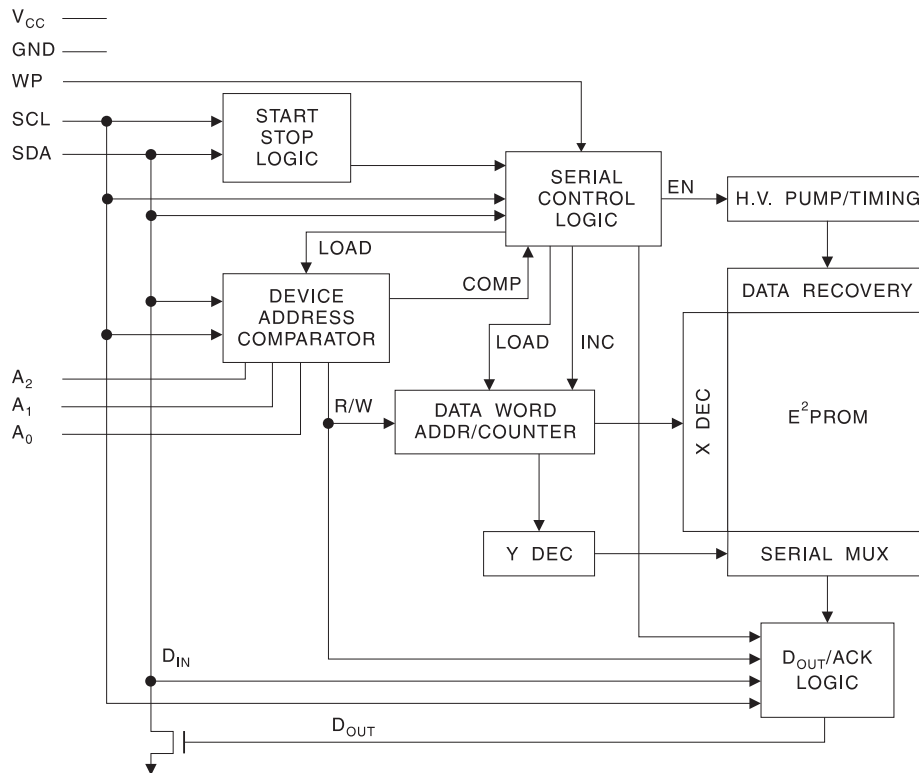 VCC
GND
WP
SCL
SDA
START
STOP
LOGIC
SERIAL
CONTROL
LOGIC
EN
H.V. PUMP/TIMING
LOAD
COMP
DEVICE
ADDRESS
COMPARATOR
DATA RECOVERY
LOAD
INC
A2
A1
A0
R/W
DATA WORD
ADDR/COUNTER
X DEC
E²PROM
Y DEC
SERIAL MUX
DIN
DOUT/ACK
LOGIC
DOUT